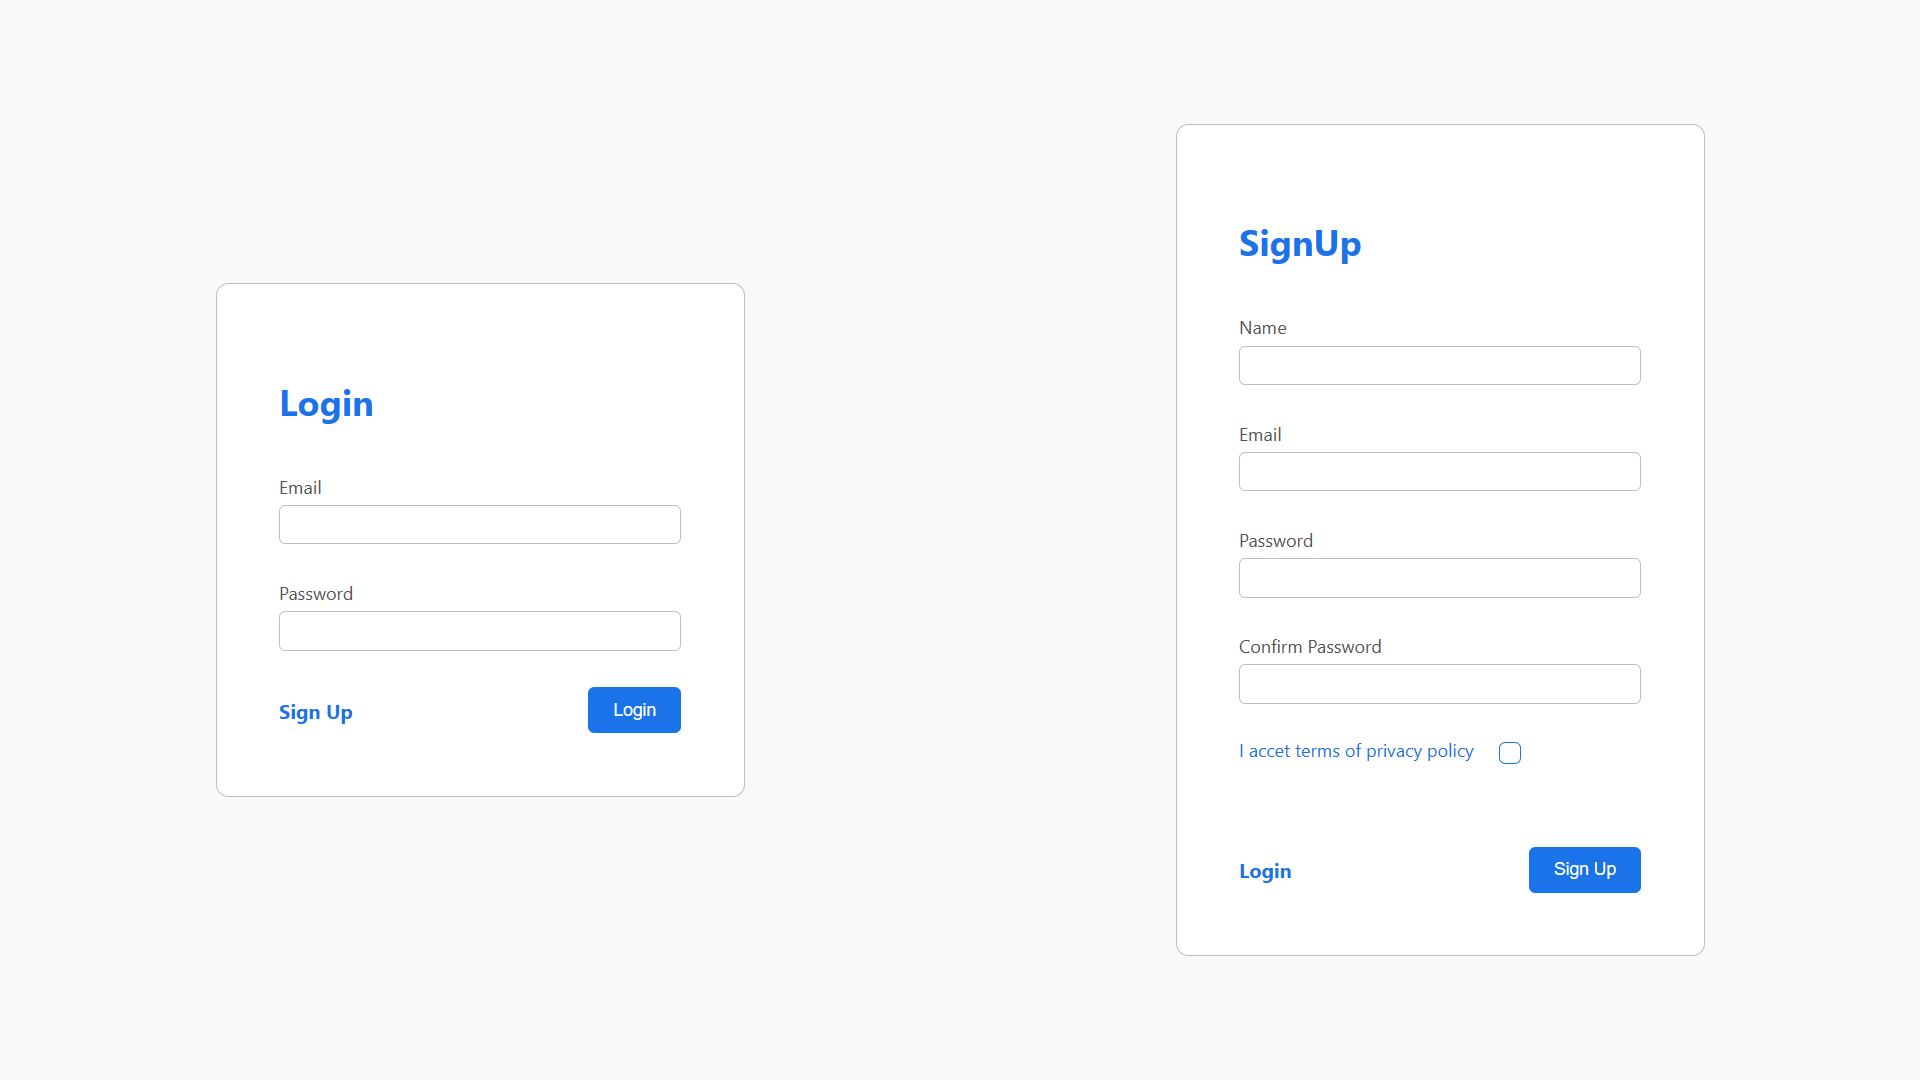 Login
Email
Password
Sign Up
Login
SignUp
Name
Email
Password
Confirm Password
I accet terms of privacy policy
Login
Sign Up